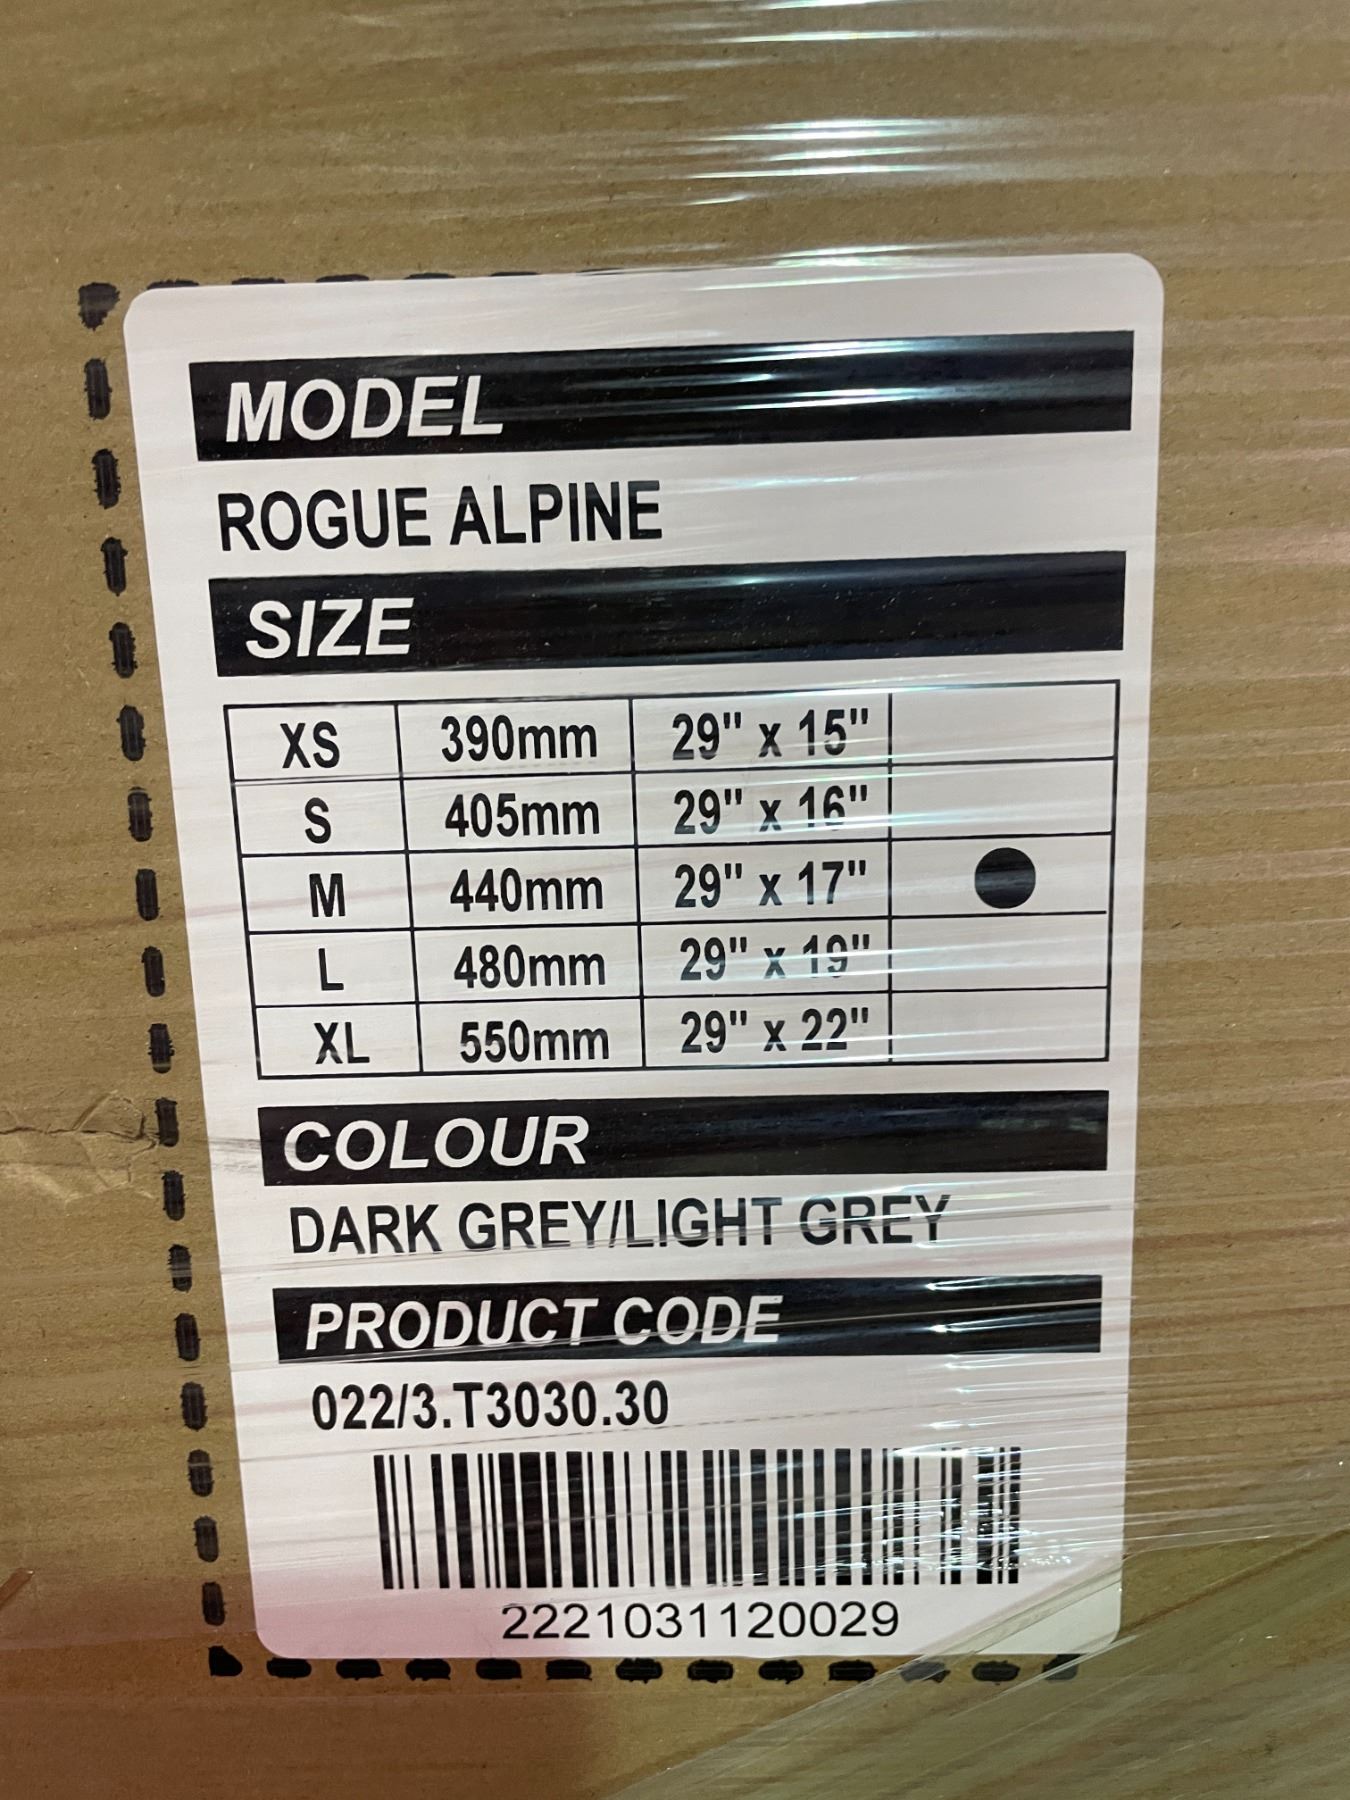 MODEL
ROGUE ALPINE
SIZE
XS 390mm 29" x 15"
S 405mm 29" x 16"
M 440mm 29" x 17"
L 480mm 29" x 19"
XL 550mm 29" x 22"
COLOUR
DARK GREY/LIGHT GREY
PRODUCT CODE
022/3.T3030.30
2221031120029